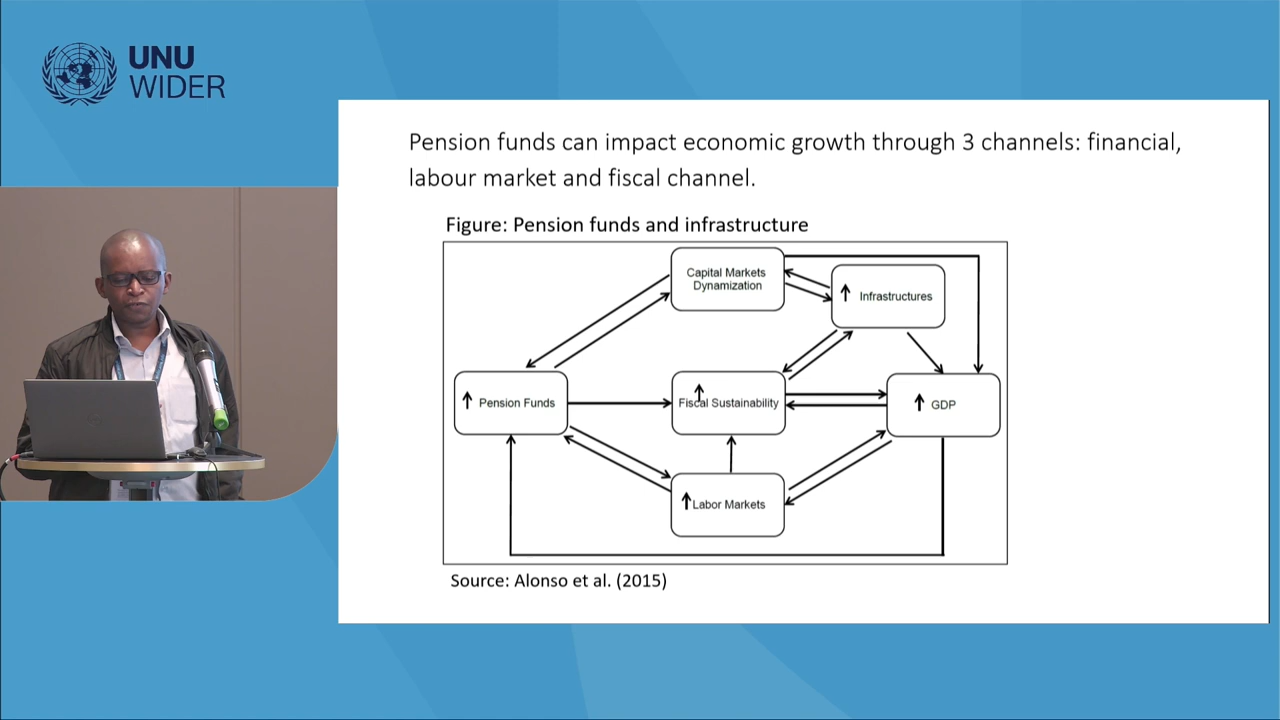 UNU
WIDER
Pension funds can impact economic growth through 3 channels: financial,
labour market and fiscal channel.
Figure: Pension funds and infrastructure
Capital Markets
Dynamization
Infrastructures
Pension Funds
Fiscal Sustainability
GDP
Labor Markets
Source: Alonso et al. (2015)